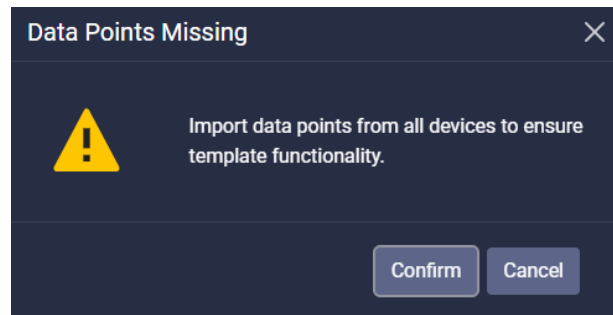 Data Points Missing
Import data points from all devices to ensure
template functionality.
Confirm Cancel